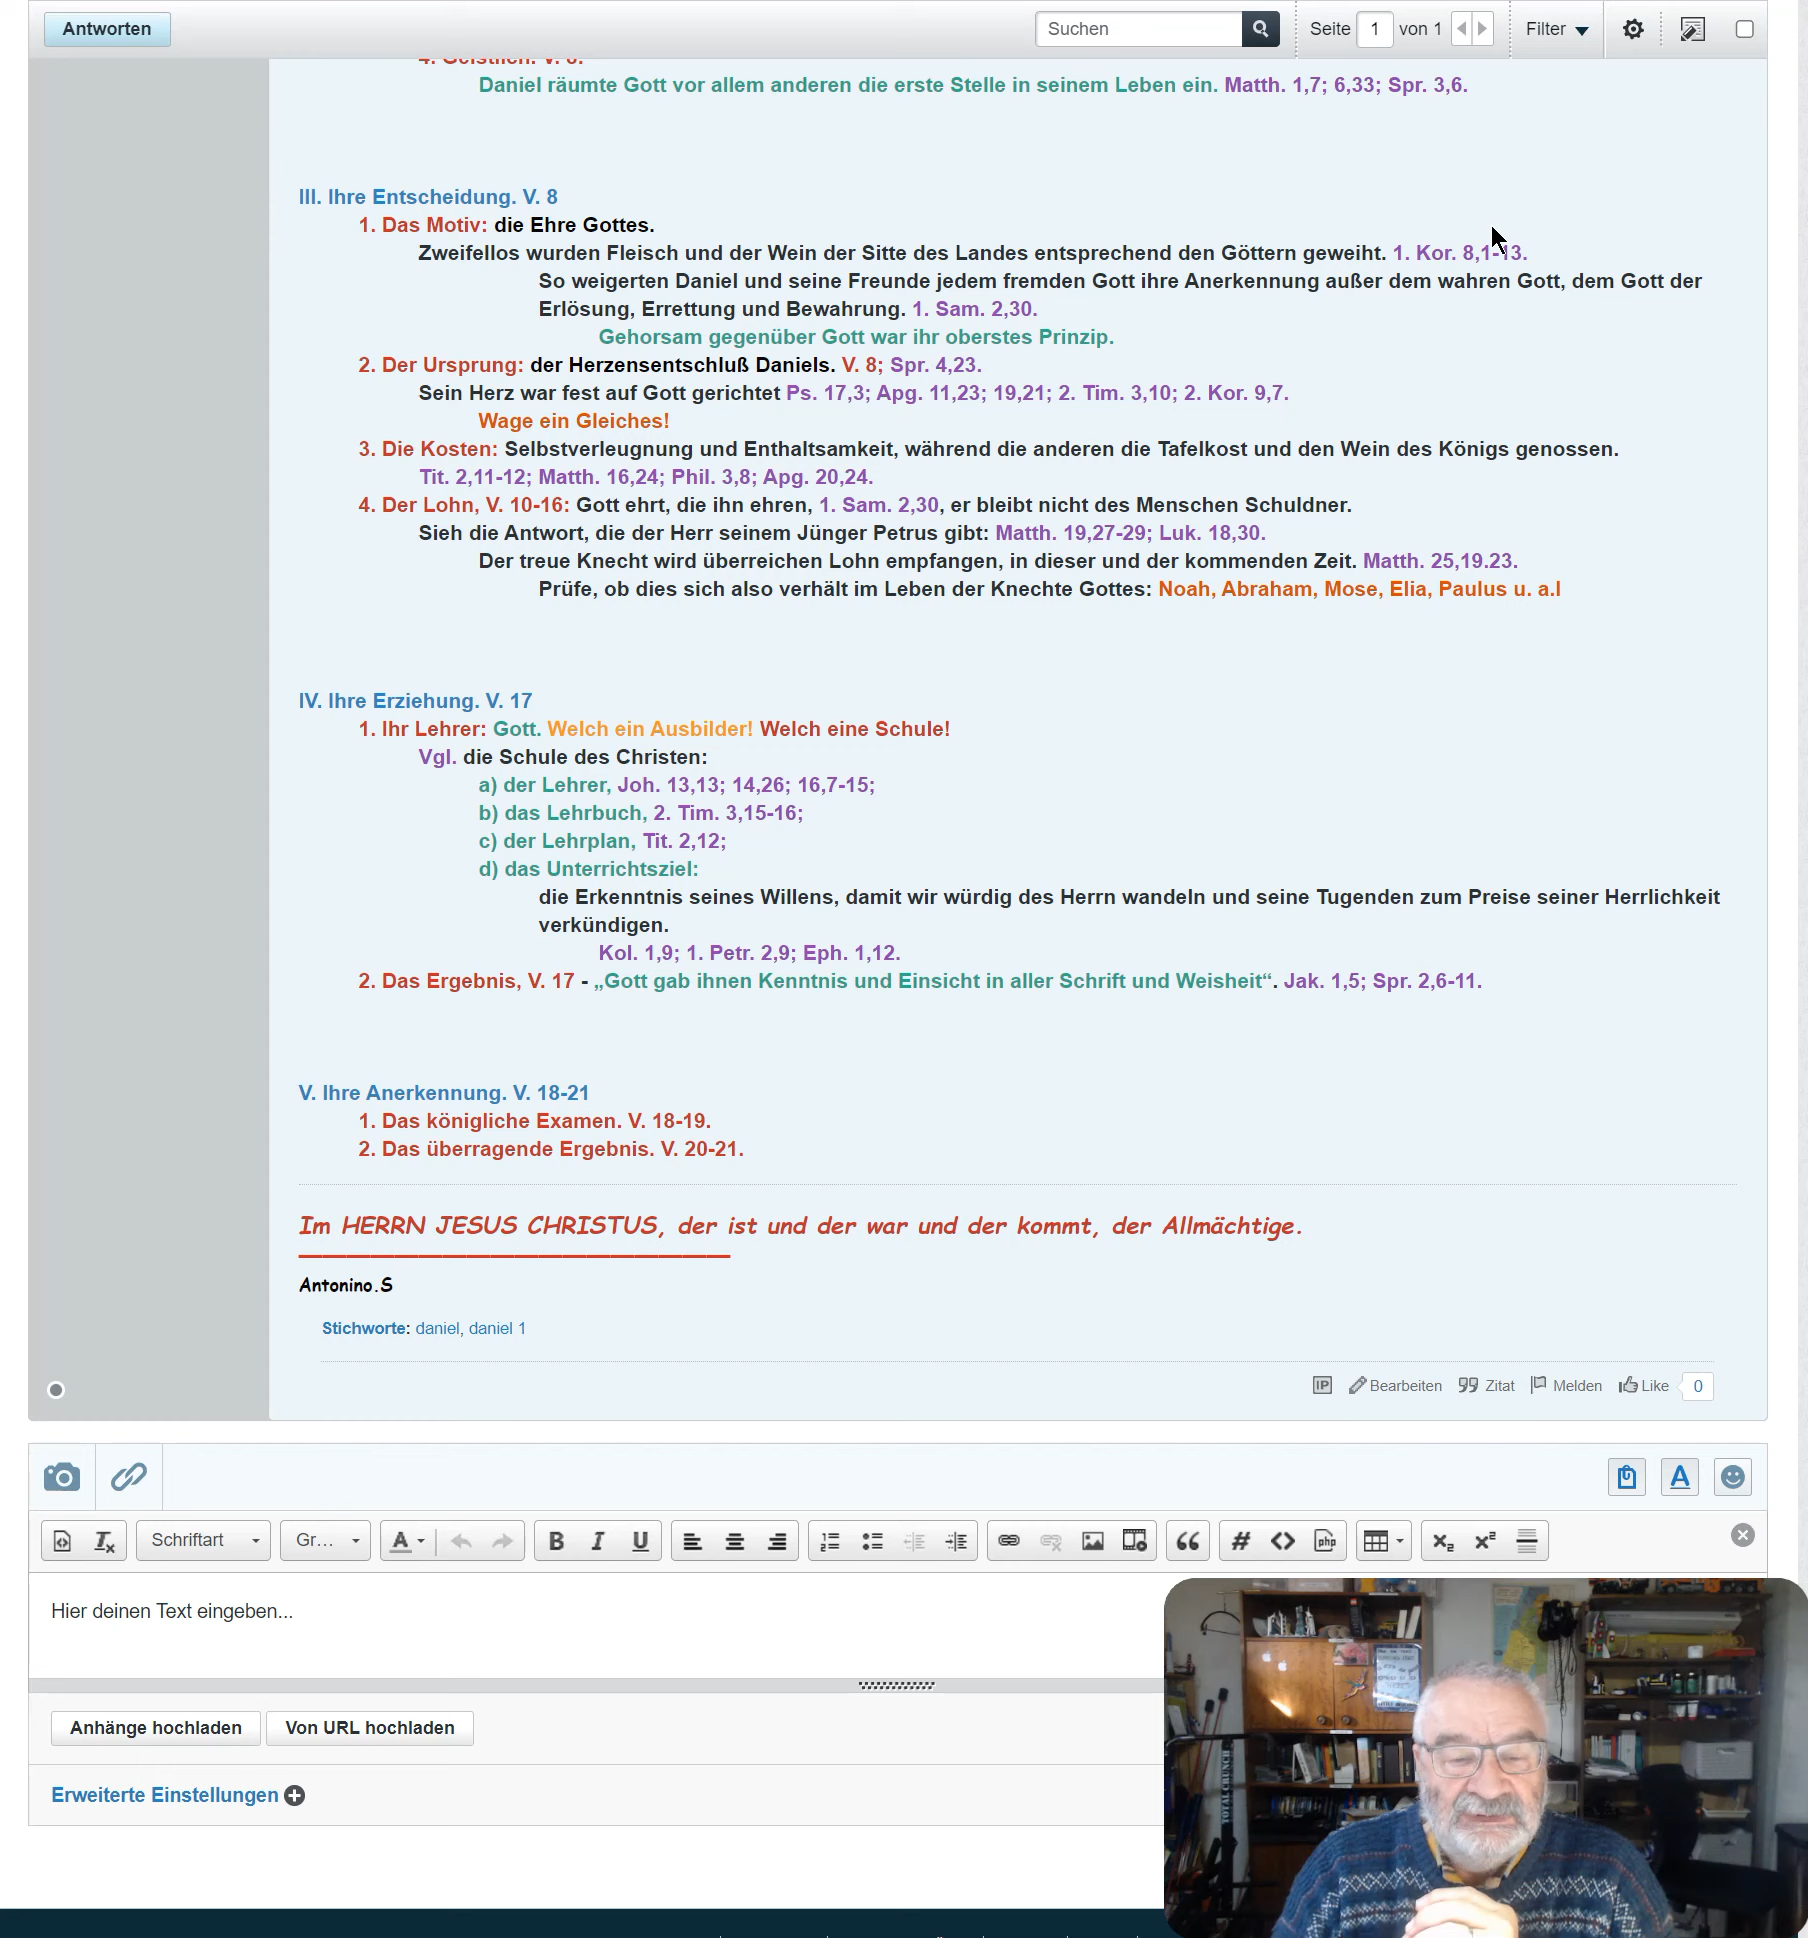 Antworten
Suchen
Seite 1 von 1
Filter
Daniel räumte Gott vor allem anderen die erste Stelle in seinem Leben ein. Matth. 1,7; 6,33; Spr. 3,6.
III. Ihre Entscheidung. V. 8
1. Das Motiv: die Ehre Gottes.
Zweifellos wurden Fleisch und der Wein der Sitte des Landes entsprechend den Göttern geweiht. 1. Kor. 8,1-13.
So weigerten Daniel und seine Freunde jedem fremden Gott ihre Anerkennung außer dem wahren Gott, dem Gott der
Erlösung, Errettung und Bewahrung. 1. Sam. 2,30.
Gehorsam gegenüber Gott war ihr oberstes Prinzip.
2. Der Ursprung: der Herzensentschluß Daniels. V. 8; Spr. 4,23.
Sein Herz war fest auf Gott gerichtet Ps. 17,3; Apg. 11,23; 19,21; 2. Tim. 3,10; 2. Kor. 9,7.
Wage ein Gleiches!
3. Die Kosten: Selbstverleugnung und Enthaltsamkeit, während die anderen die Tafelkost und den Wein des Königs genossen.
Tit. 2,11-12; Matth. 16,24; Phil. 3,8; Apg. 20,24.
4. Der Lohn, V. 10-16: Gott ehrt, die ihn ehren, 1. Sam. 2,30, er bleibt nicht des Menschen Schuldner.
Sieh die Antwort, die der Herr seinem Jünger Petrus gibt: Matth. 19,27-29; Luk. 18,30.
Der treue Knecht wird überreichen Lohn empfangen, in dieser und der kommenden Zeit. Matth. 25,19.23.
Prüfe, ob dies sich also verhält im Leben der Knechte Gottes: Noah, Abraham, Mose, Elia, Paulus u. a.l
IV. Ihre Erziehung. V. 17
1. Ihr Lehrer: Gott. Welch ein Ausbilder! Welch eine Schule!
Vgl. die Schule des Christen:
a) der Lehrer, Joh. 13,13; 14,26; 16,7-15;
b) das Lehrbuch, 2. Tim. 3,15-16;
c) der Lehrplan, Tit. 2,12;
d) das Unterrichtsziel:
die Erkenntnis seines Willens, damit wir würdig des Herrn wandeln und seine Tugenden zum Preise seiner Herrlichkeit
verkündigen.
Kol. 1,9; 1. Petr. 2,9; Eph. 1,12.
2. Das Ergebnis, V. 17 - „Gott gab ihnen Kenntnis und Einsicht in aller Schrift und Weisheit“. Jak. 1,5; Spr. 2,6-11.
V. Ihre Anerkennung. V. 18-21
1. Das königliche Examen. V. 18-19.
2. Das überragende Ergebnis. V. 20-21.
Im HERRN JESUS CHRISTUS, der ist und der war und der kommt, der Allmächtige.
Antonino.S
Stichworte: daniel, daniel 1
IP Bearbeiten Zitat Melden Like 0
Schriftart Gr... A B I U # php x₂ x²
Hier deinen Text eingeben...
Anhänge hochladen Von URL hochladen
Erweiterte Einstellungen
TOTAL CRUNCH